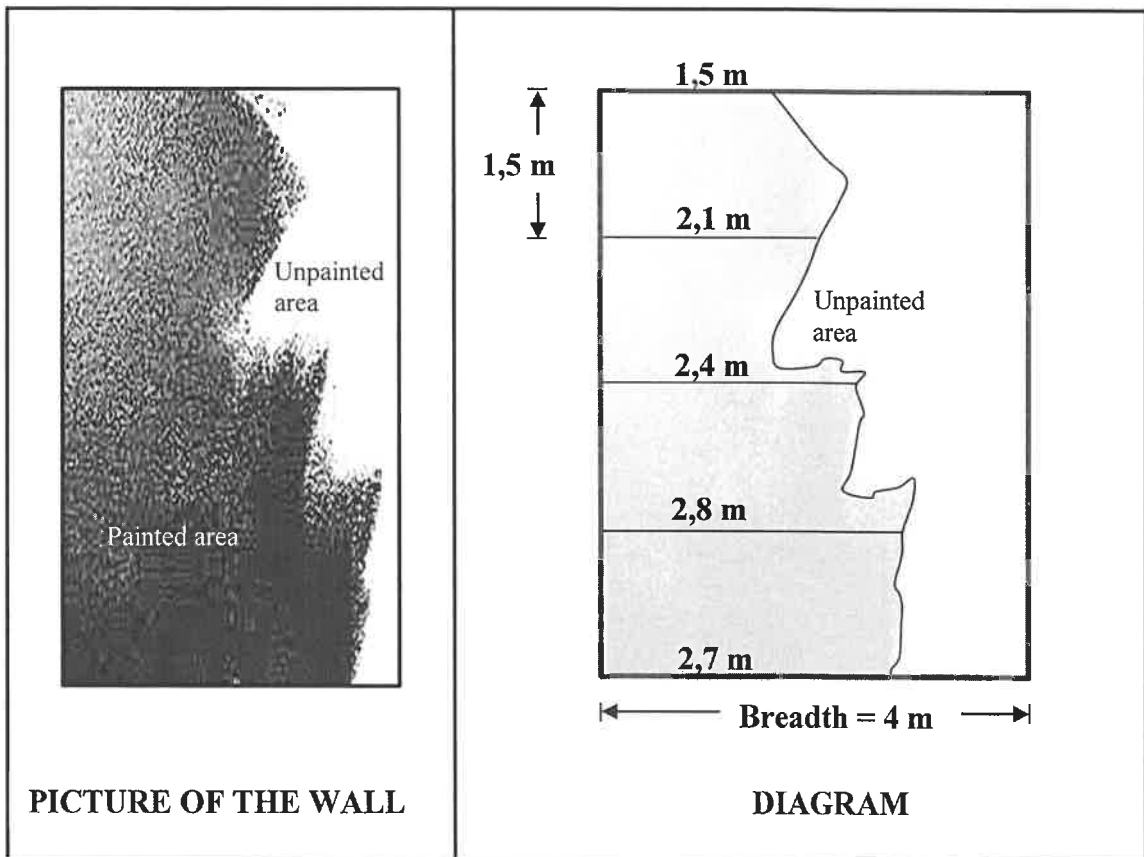 Unpainted
area
Painted area
PICTURE OF THE WALL
1,5 m
1,5 m
2,1 m
Unpainted
area
2,4 m
2,8 m
2,7 m
Breadth = 4 m
DIAGRAM